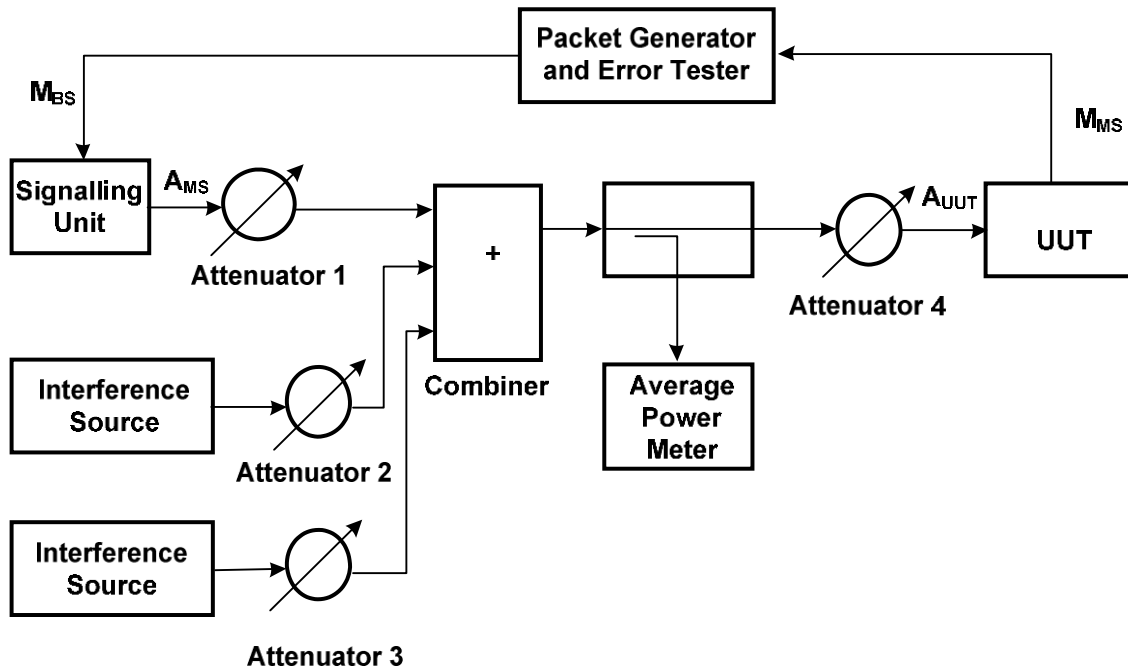 Packet Generator
and Error Tester
M_BS
M_MS
Signalling
Unit
A_MS
Attenuator 1
+
Combiner
A_UUT
UUT
Attenuator 4
Interference
Source
Attenuator 2
Average
Power
Meter
Interference
Source
Attenuator 3